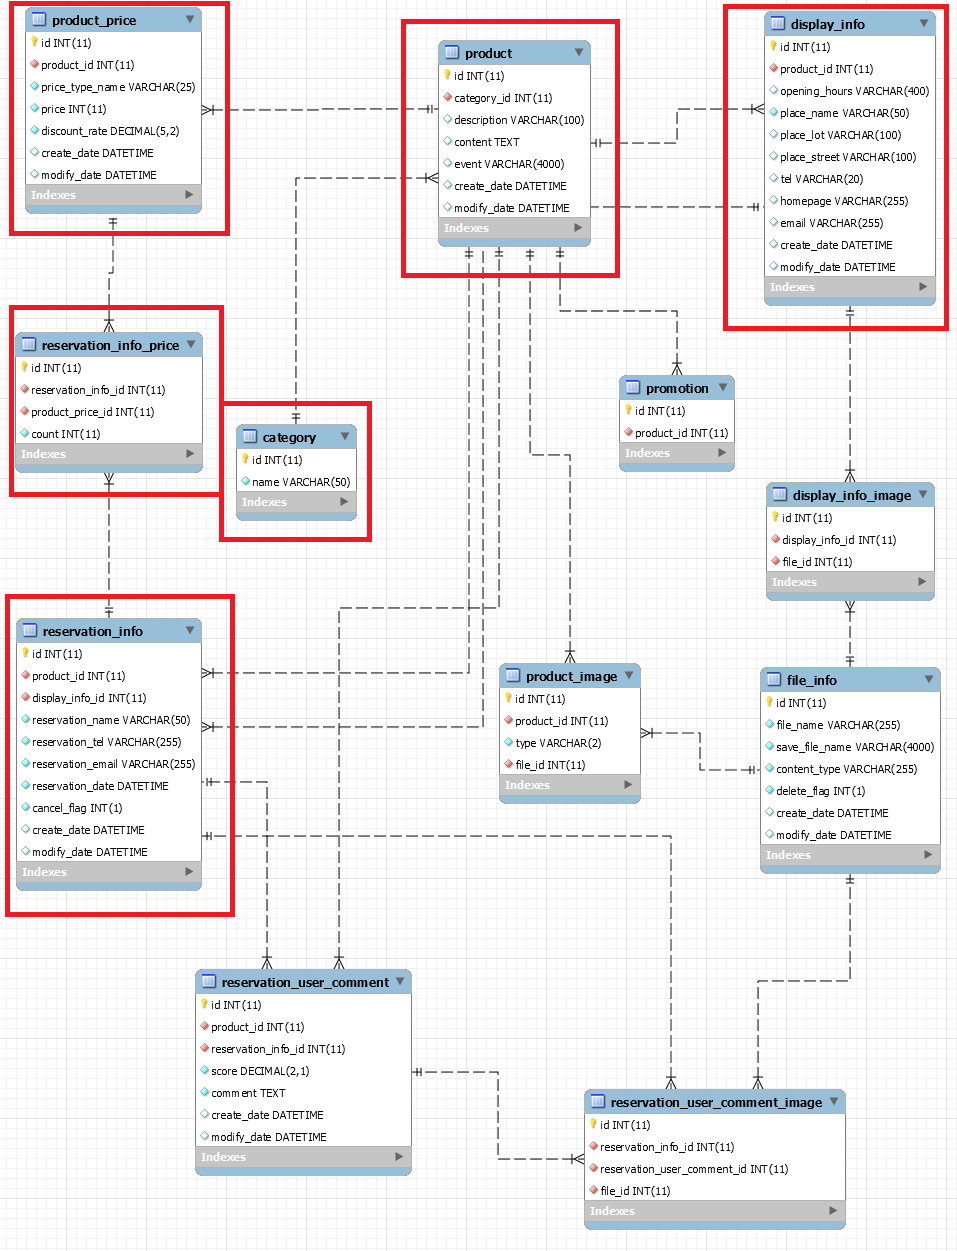 product_price
id INT(11)
product_id INT(11)
price_type_name VARCHAR(25)
price INT(11)
discount_rate DECIMAL(5,2)
create_date DATETIME
modify_date DATETIME
Indexes
product
id INT(11)
category_id INT(11)
description VARCHAR(100)
content TEXT
event VARCHAR(4000)
create_date DATETIME
modify_date DATETIME
Indexes
display_info
id INT(11)
product_id INT(11)
opening_hours VARCHAR(400)
place_name VARCHAR(50)
place_lot VARCHAR(100)
place_street VARCHAR(100)
tel VARCHAR(20)
homepage VARCHAR(255)
email VARCHAR(255)
create_date DATETIME
modify_date DATETIME
Indexes
reservation_info_price
id INT(11)
reservation_info_id INT(11)
product_price_id INT(11)
count INT(11)
Indexes
category
id INT(11)
name VARCHAR(50)
Indexes
promotion
id INT(11)
product_id INT(11)
Indexes
display_info_image
id INT(11)
display_info_id INT(11)
file_id INT(11)
Indexes
reservation_info
id INT(11)
product_id INT(11)
display_info_id INT(11)
reservation_name VARCHAR(50)
reservation_tel VARCHAR(255)
reservation_email VARCHAR(255)
reservation_date DATETIME
cancel_flag INT(1)
create_date DATETIME
modify_date DATETIME
Indexes
product_image
id INT(11)
product_id INT(11)
type VARCHAR(2)
file_id INT(11)
Indexes
file_info
id INT(11)
file_name VARCHAR(255)
save_file_name VARCHAR(4000)
content_type VARCHAR(255)
delete_flag INT(1)
create_date DATETIME
modify_date DATETIME
Indexes
reservation_user_comment
id INT(11)
product_id INT(11)
reservation_info_id INT(11)
score DECIMAL(2,1)
comment TEXT
create_date DATETIME
modify_date DATETIME
Indexes
reservation_user_comment_image
id INT(11)
reservation_info_id INT(11)
reservation_user_comment_id INT(11)
file_id INT(11)
Indexes